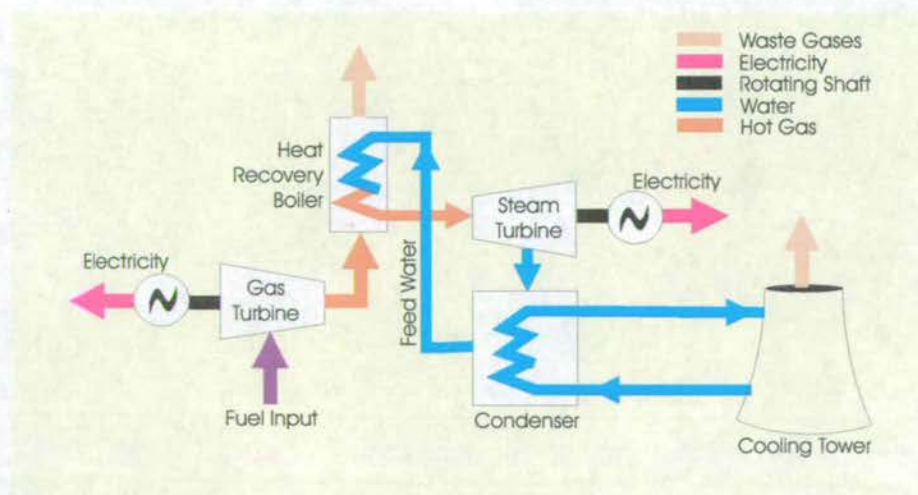 Waste Gases
Electricity
Rotating Shaft
Water
Hot Gas
Heat
Recovery
Boiler
Electricity
Steam
Turbine
Electricity
Gas
Turbine
Feed Water
Fuel Input
Condenser
Cooling Tower